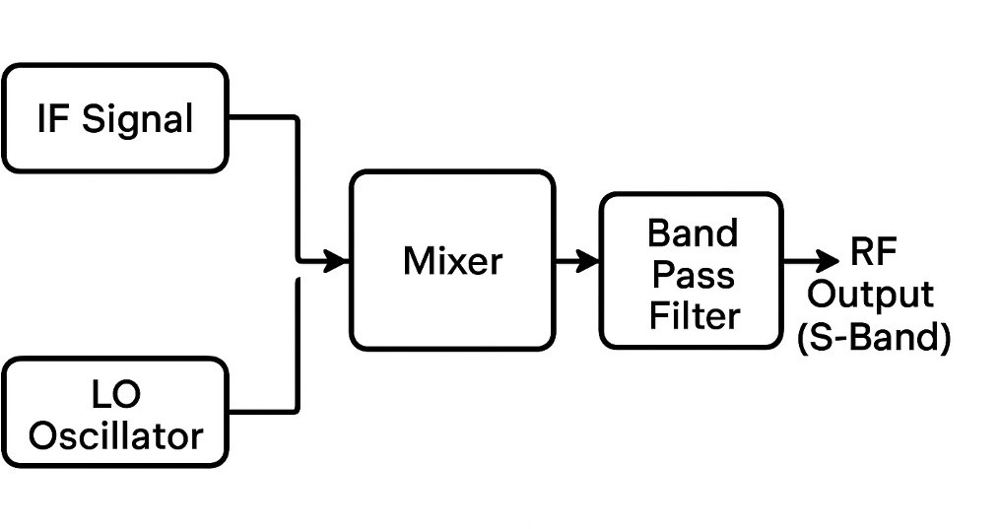 IF Signal
LO
Oscillator
Mixer
Band
Pass
Filter
RF
Output
(S-Band)